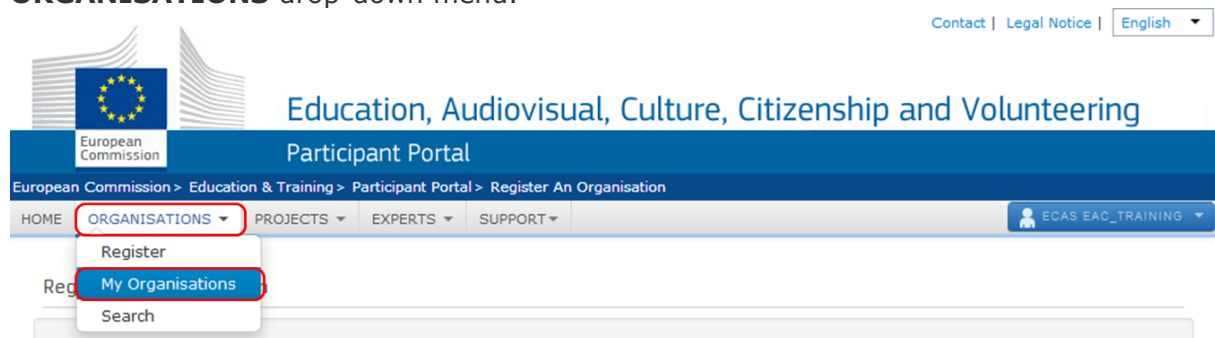 ORGANISATIONS drop-down menu.
Contact | Legal Notice | English
Education, Audiovisual, Culture, Citizenship and Volunteering
European
Commission
Participant Portal
European Commission > Education & Training > Participant Portal > Register An Organisation
HOME ORGANISATIONS PROJECTS EXPERTS SUPPORT ECAS EAC_TRAINING
Register
Reg
My Organisations
Search